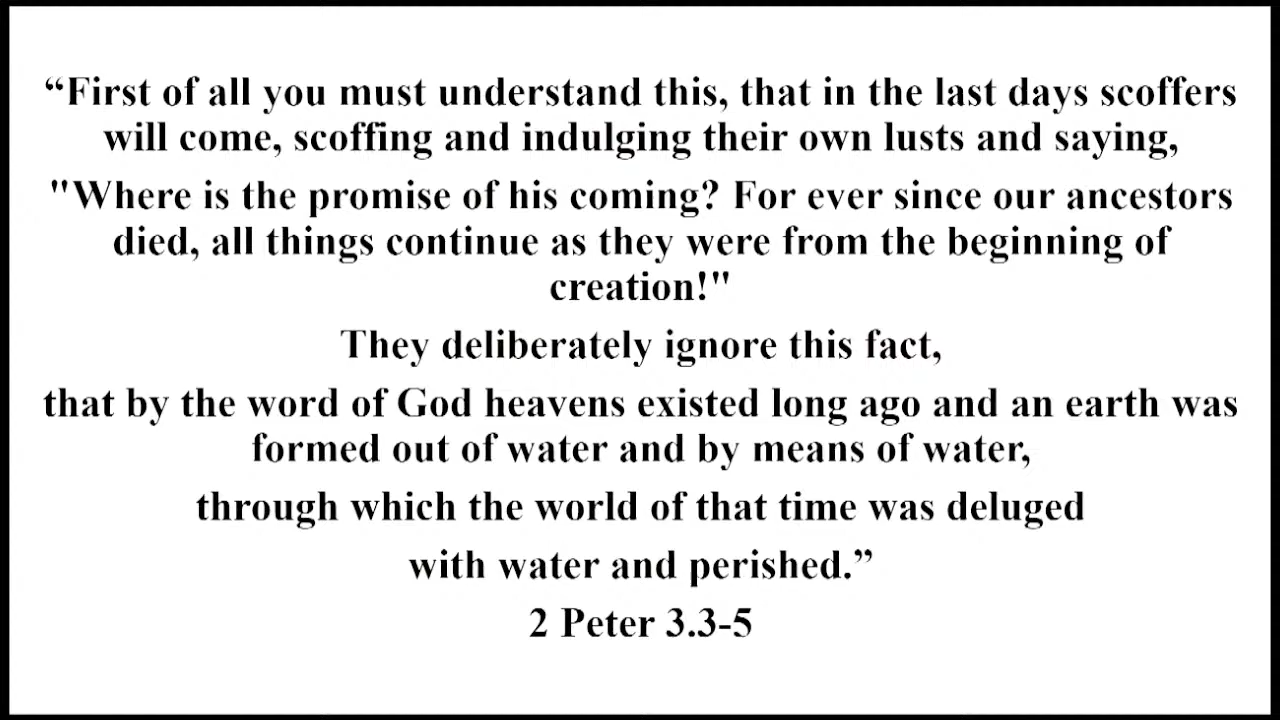 “First of all you must understand this, that in the last days scoffers
will come, scoffing and indulging their own lusts and saying,
"Where is the promise of his coming? For ever since our ancestors
died, all things continue as they were from the beginning of
creation!"
They deliberately ignore this fact,
that by the word of God heavens existed long ago and an earth was
formed out of water and by means of water,
through which the world of that time was deluged
with water and perished.”
2 Peter 3.3-5